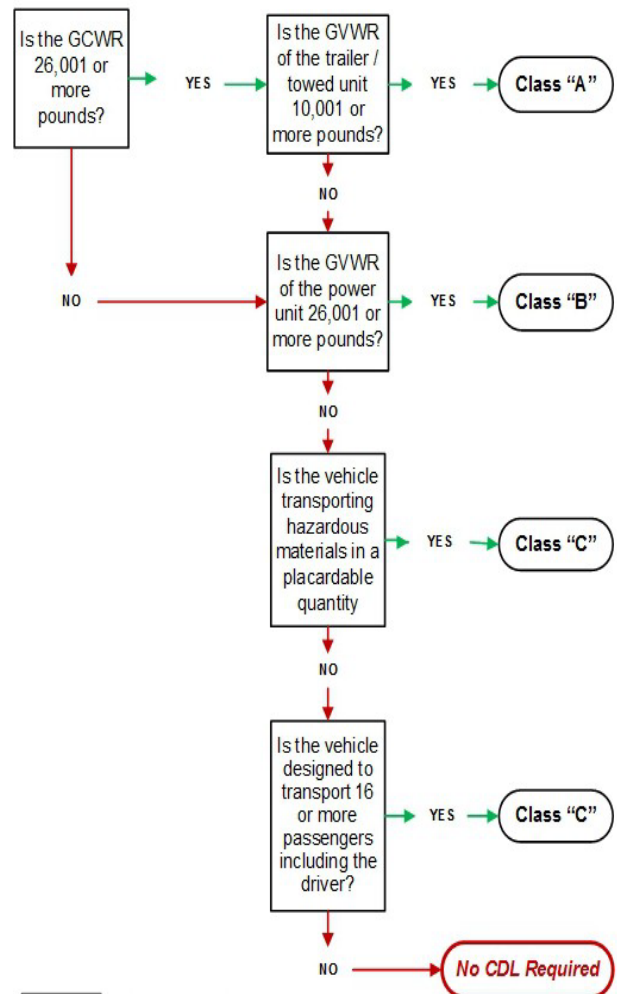 Is the GCWR
26,001 or
more
pounds?
YES
Is the GVWR
of the trailer /
towed unit
10,001 or
more pounds?
YES
Class “A”
NO
NO
Is the GVWR
of the power
unit 26,001 or
more pounds?
YES
Class “B”
NO
Is the vehicle
transporting
hazardous
materials in a
placardable
quantity
YES
Class “C”
NO
Is the vehicle
designed to
transport 16
or more
passengers
including the
driver?
YES
Class “C”
NO
No CDL Required